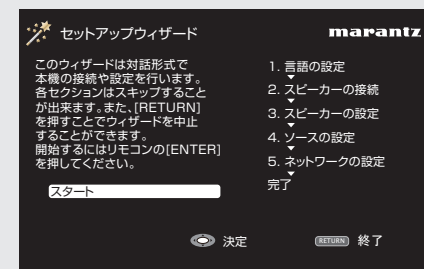 セットアップウィザード
marantz
このウィザードは対話形式で
本機の接続や設定を行います。
各セクションはスキップすること
が出来ます。また、[RETURN]
を押すことでウィザードを中止
することができます。
開始するにはリモコンの[ENTER]
を押してください。
スタート
1. 言語の設定
2. スピーカーの接続
3. スピーカーの設定
4. ソースの設定
5. ネットワークの設定
完了
決定
RETURN 終了